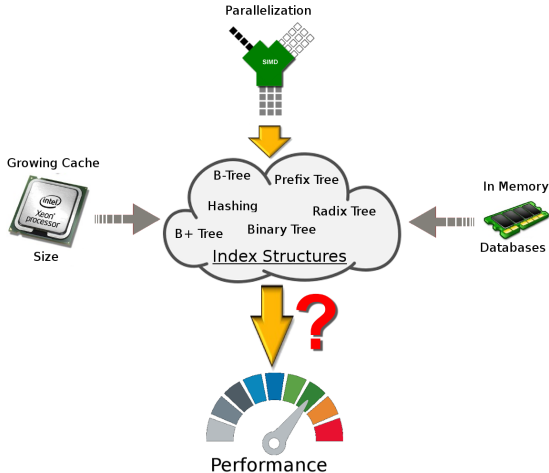 Parallelization
SIMD
Growing Cache
intel
Xeon®
processor
Size
B-Tree
Prefix Tree
Hashing
Radix Tree
B+ Tree
Binary Tree
Index Structures
In Memory
Databases
?
Performance